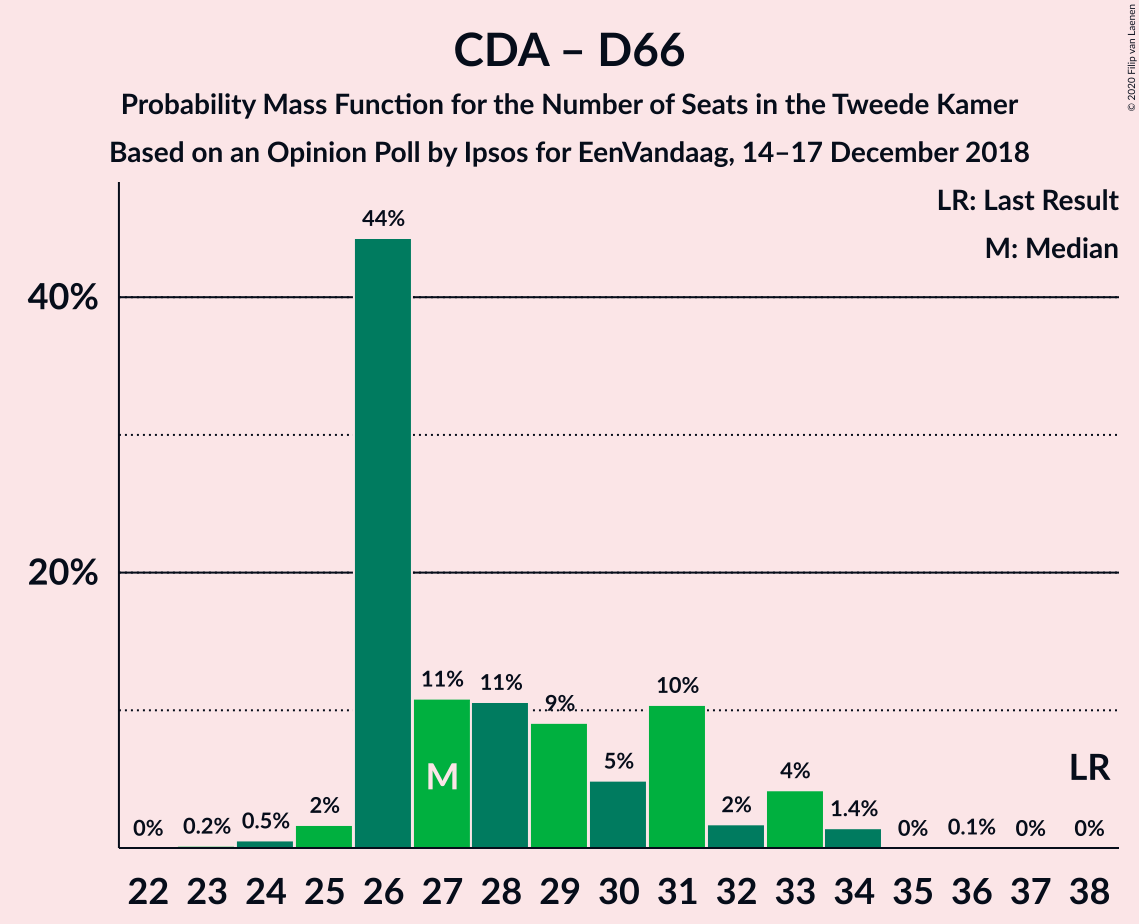 CDA – D66
Probability Mass Function for the Number of Seats in the Tweede Kamer
Based on an Opinion Poll by Ipsos for EenVandaag, 14–17 December 2018
© 2020 Filip van Laenen
LR: Last Result
M: Median
40%
20%
0%
0.2%
0.5%
2%
44%
11%
11%
9%
5%
10%
2%
4%
1.4%
0%
0.1%
0%
0%
M
LR
22 23 24 25 26 27 28 29 30 31 32 33 34 35 36 37 38